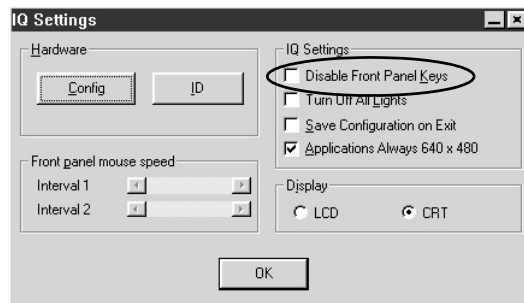 IQ Settings
Hardware
Config
ID
Front panel mouse speed
Interval 1
Interval 2
IQ Settings
Disable Front Panel Keys
Turn Off All Lights
Save Configuration on Exit
Applications Always 640 x 480
Display
LCD
CRT
OK